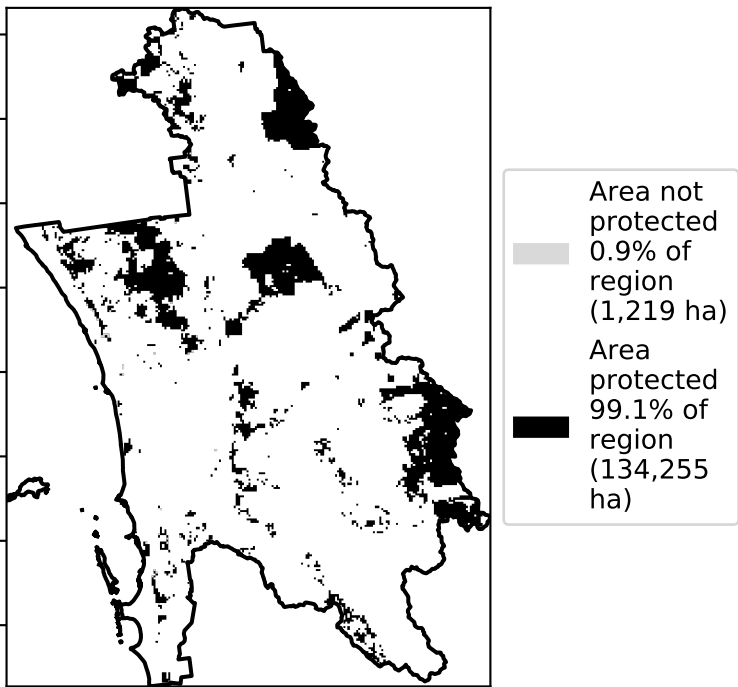 Area not
protected
0.9% of
region
(1,219 ha)
Area
protected
99.1% of
region
(134,255
ha)